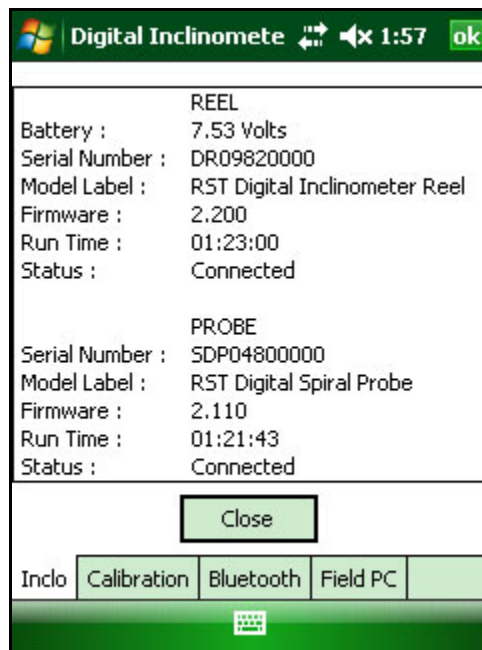 Digital Inclinomete 1:57 ok
REEL
Battery : 7.53 Volts
Serial Number : DR09820000
Model Label : RST Digital Inclinometer Reel
Firmware : 2.200
Run Time : 01:23:00
Status : Connected
PROBE
Serial Number : SDP04800000
Model Label : RST Digital Spiral Probe
Firmware : 2.110
Run Time : 01:21:43
Status : Connected
Close
Inclo Calibration Bluetooth Field PC